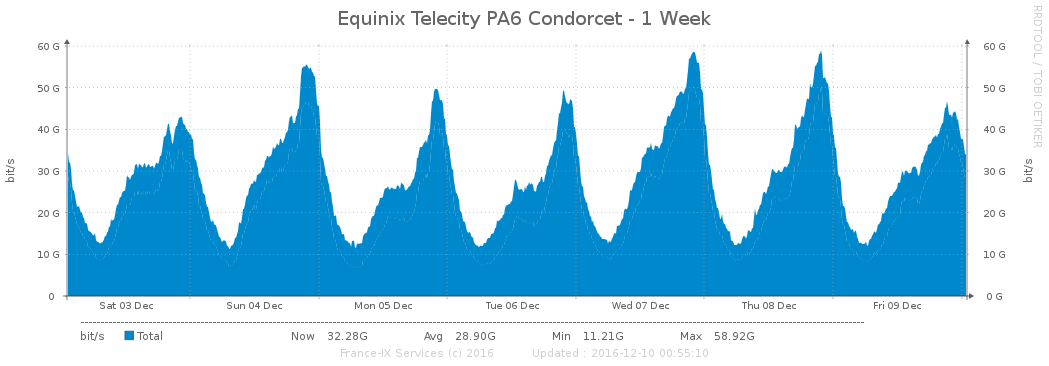 Equinix Telecity PA6 Condorcet - 1 Week
RRDTOOL / TOBI OETIKER
bit/s
60 G
50 G
40 G
30 G
20 G
10 G
0
60 G
50 G
40 G
30 G
20 G
10 G
0 G
bit/s
Sat 03 Dec Sun 04 Dec Mon 05 Dec Tue 06 Dec Wed 07 Dec Thu 08 Dec Fri 09 Dec
bit/s Total Now 32.28G Avg 28.90G Min 11.21G Max 58.92G
France-IX Services (c) 2016 Updated : 2016-12-10 00:55:10